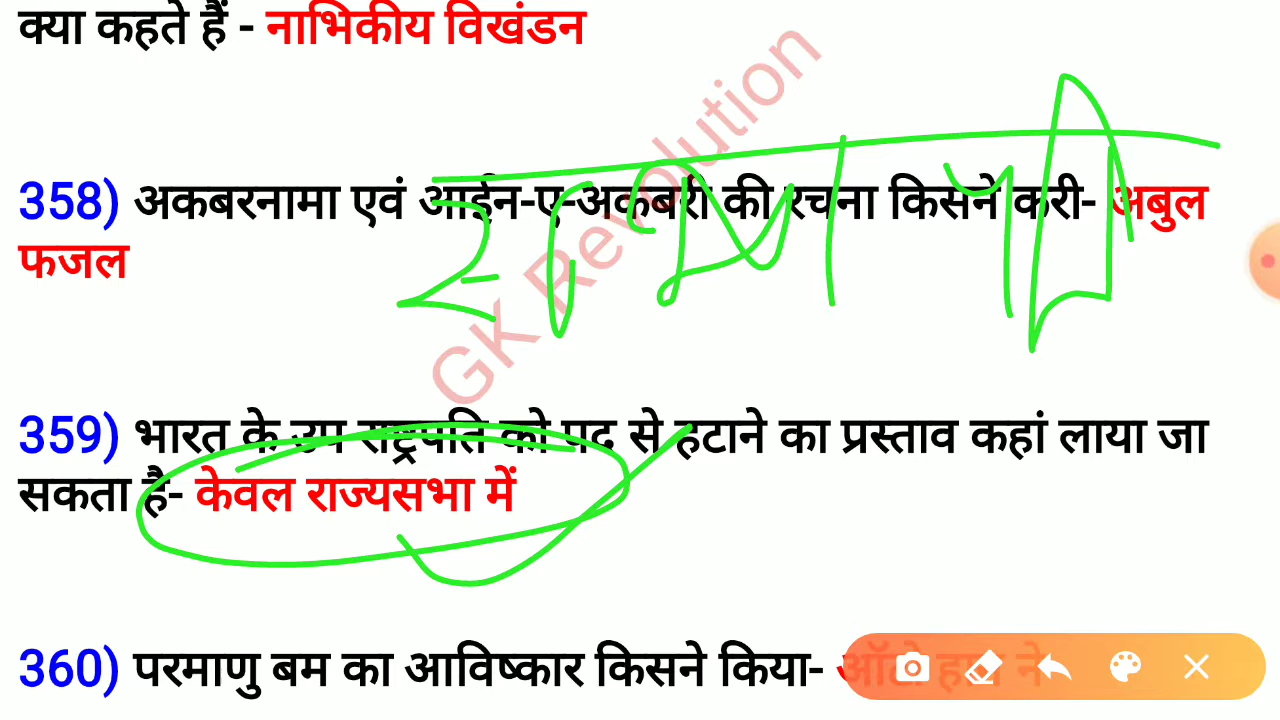 क्या कहते हैं - नाभिकीय विखंडन
358) अकबरनामा एवं आईन-ए-अकबरी की रचना किसने करी- अबुल
फजल
GK Revolution
359) भारत के उप राष्ट्रपति को पद से हटाने का प्रस्ताव कहां लाया जा
सकता है- केवल राज्यसभा में
360) परमाणु बम का आविष्कार किसने किया- ऑटो हान ने